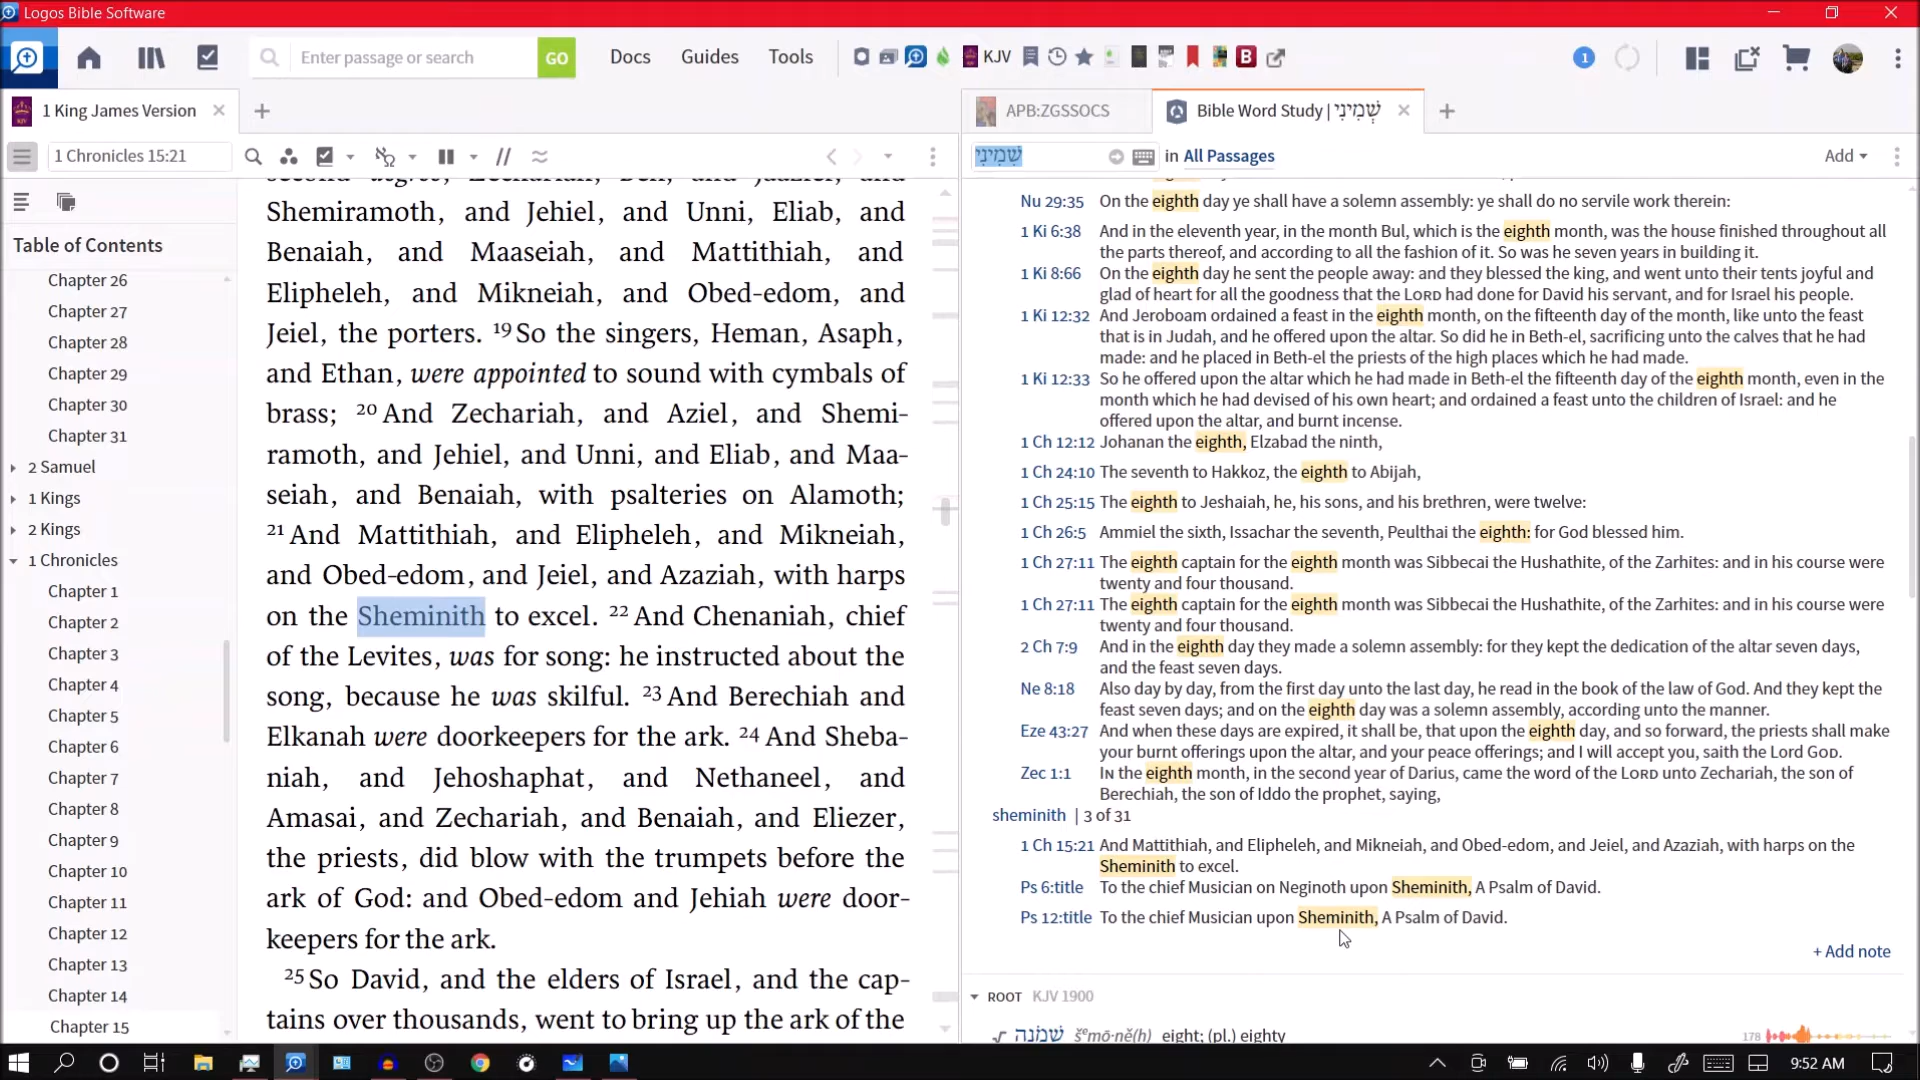 Logos Bible Software
Enter passage or search
GO
Docs
Guides
Tools
KJV
B
1
1 King James Version
APB:ZGSSOCS
Bible Word Study | שְׁמִינִי
1 Chronicles 15:21
שְׁמִינִי
in All Passages
Add
Table of Contents
Chapter 26
Chapter 27
Chapter 28
Chapter 29
Chapter 30
Chapter 31
2 Samuel
1 Kings
2 Kings
1 Chronicles
Chapter 1
Chapter 2
Chapter 3
Chapter 4
Chapter 5
Chapter 6
Chapter 7
Chapter 8
Chapter 9
Chapter 10
Chapter 11
Chapter 12
Chapter 13
Chapter 14
Chapter 15
second degree, Zechariah, Ben, and Jaaziel, and
Shemiramoth, and Jehiel, and Unni, Eliab, and
Benaiah, and Maaseiah, and Mattithiah, and
Elipheleh, and Mikneiah, and Obed-edom, and
Jeiel, the porters. 19 So the singers, Heman, Asaph,
and Ethan, were appointed to sound with cymbals of
brass; 20 And Zechariah, and Aziel, and Shemi-
ramoth, and Jehiel, and Unni, and Eliab, and Maa-
seiah, and Benaiah, with psalteries on Alamoth;
21 And Mattithiah, and Elipheleh, and Mikneiah,
and Obed-edom, and Jeiel, and Azaziah, with harps
on the Sheminith to excel. 22 And Chenaniah, chief
of the Levites, was for song: he instructed about the
song, because he was skilful. 23 And Berechiah and
Elkanah were doorkeepers for the ark. 24 And Sheba-
niah, and Jehoshaphat, and Nethaneel, and
Amasai, and Zechariah, and Benaiah, and Eliezer,
the priests, did blow with the trumpets before the
ark of God: and Obed-edom and Jehiah were door-
keepers for the ark.
25 So David, and the elders of Israel, and the cap-
tains over thousands, went to bring up the ark of the
Nu 29:35 On the eighth day ye shall have a solemn assembly: ye shall do no servile work therein:
1 Ki 6:38 And in the eleventh year, in the month Bul, which is the eighth month, was the house finished throughout all
the parts thereof, and according to all the fashion of it. So was he seven years in building it.
1 Ki 8:66 On the eighth day he sent the people away: and they blessed the king, and went unto their tents joyful and
glad of heart for all the goodness that the LORD had done for David his servant, and for Israel his people.
1 Ki 12:32 And Jeroboam ordained a feast in the eighth month, on the fifteenth day of the month, like unto the feast
that is in Judah, and he offered upon the altar. So did he in Beth-el, sacrificing unto the calves that he had
made: and he placed in Beth-el the priests of the high places which he had made.
1 Ki 12:33 So he offered upon the altar which he had made in Beth-el the fifteenth day of the eighth month, even in the
month which he had devised of his own heart; and ordained a feast unto the children of Israel: and he
offered upon the altar, and burnt incense.
1 Ch 12:12 Johanan the eighth, Elzabad the ninth,
1 Ch 24:10 The seventh to Hakkoz, the eighth to Abijah,
1 Ch 25:15 The eighth to Jeshaiah, he, his sons, and his brethren, were twelve:
1 Ch 26:5 Ammiel the sixth, Issachar the seventh, Peulthai the eighth: for God blessed him.
1 Ch 27:11 The eighth captain for the eighth month was Sibbecai the Hushathite, of the Zarhites: and in his course were
twenty and four thousand.
1 Ch 27:11 The eighth captain for the eighth month was Sibbecai the Hushathite, of the Zarhites: and in his course were
twenty and four thousand.
2 Ch 7:9 And in the eighth day they made a solemn assembly: for they kept the dedication of the altar seven days,
and the feast seven days.
Ne 8:18 Also day by day, from the first day unto the last day, he read in the book of the law of God. And they kept the
feast seven days; and on the eighth day was a solemn assembly, according unto the manner.
Eze 43:27 And when these days are expired, it shall be, that upon the eighth day, and so forward, the priests shall make
your burnt offerings upon the altar, and your peace offerings; and I will accept you, saith the Lord GOD.
Zec 1:1 IN the eighth month, in the second year of Darius, came the word of the LORD unto Zechariah, the son of
Berechiah, the son of Iddo the prophet, saying,
sheminith | 3 of 31
1 Ch 15:21 And Mattithiah, and Elipheleh, and Mikneiah, and Obed-edom, and Jeiel, and Azaziah, with harps on the
Sheminith to excel.
Ps 6:title To the chief Musician on Neginoth upon Sheminith, A Psalm of David.
Ps 12:title To the chief Musician upon Sheminith, A Psalm of David.
+ Add note
ROOT KJV 1900
√ שׁמֹנה šᵉmō·nĕ(h) eight; (pl.) eighty
178
9:52 AM